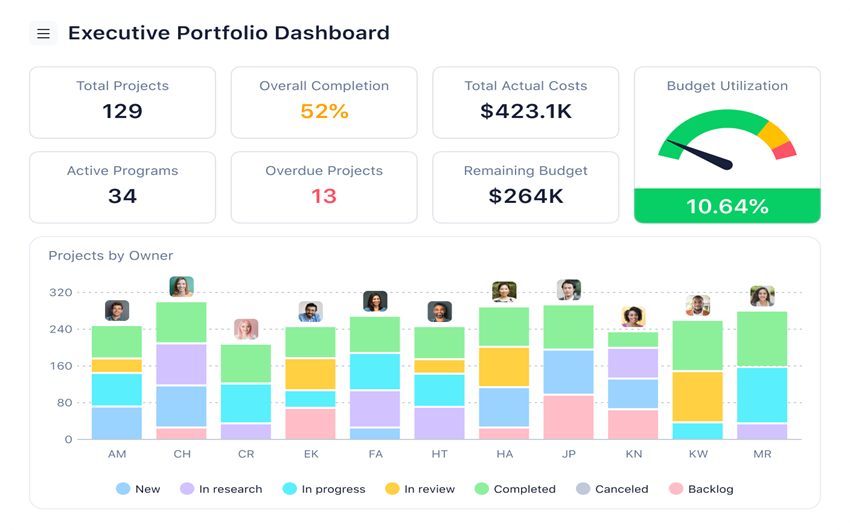 Executive Portfolio Dashboard
Total Projects
129
Overall Completion
52%
Total Actual Costs
$423.1K
Budget Utilization
10.64%
Active Programs
34
Overdue Projects
13
Remaining Budget
$264K
Projects by Owner
320
240
160
80
0
AM CH CR EK FA HT HA JP KN KW MR
New In research In progress In review Completed Canceled Backlog